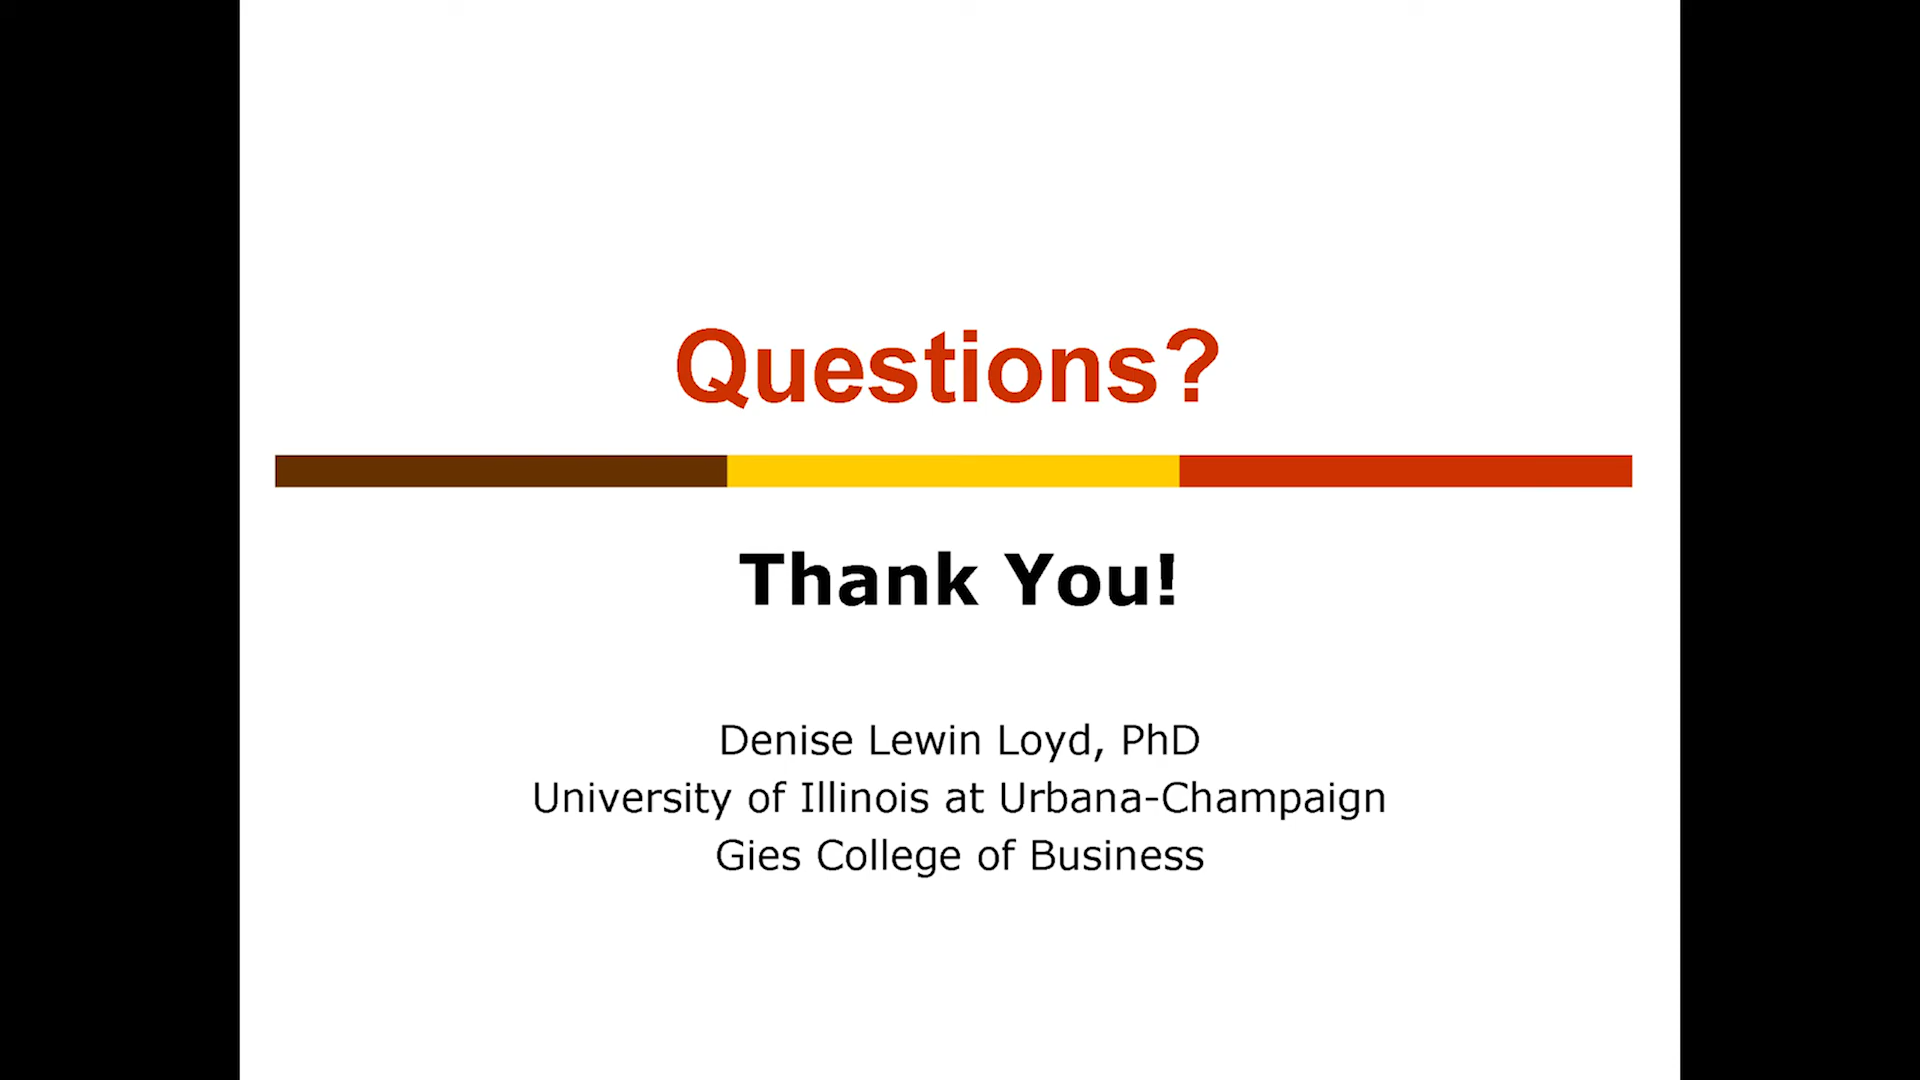 Questions?
Thank You!
Denise Lewin Loyd, PhD
University of Illinois at Urbana-Champaign
Gies College of Business